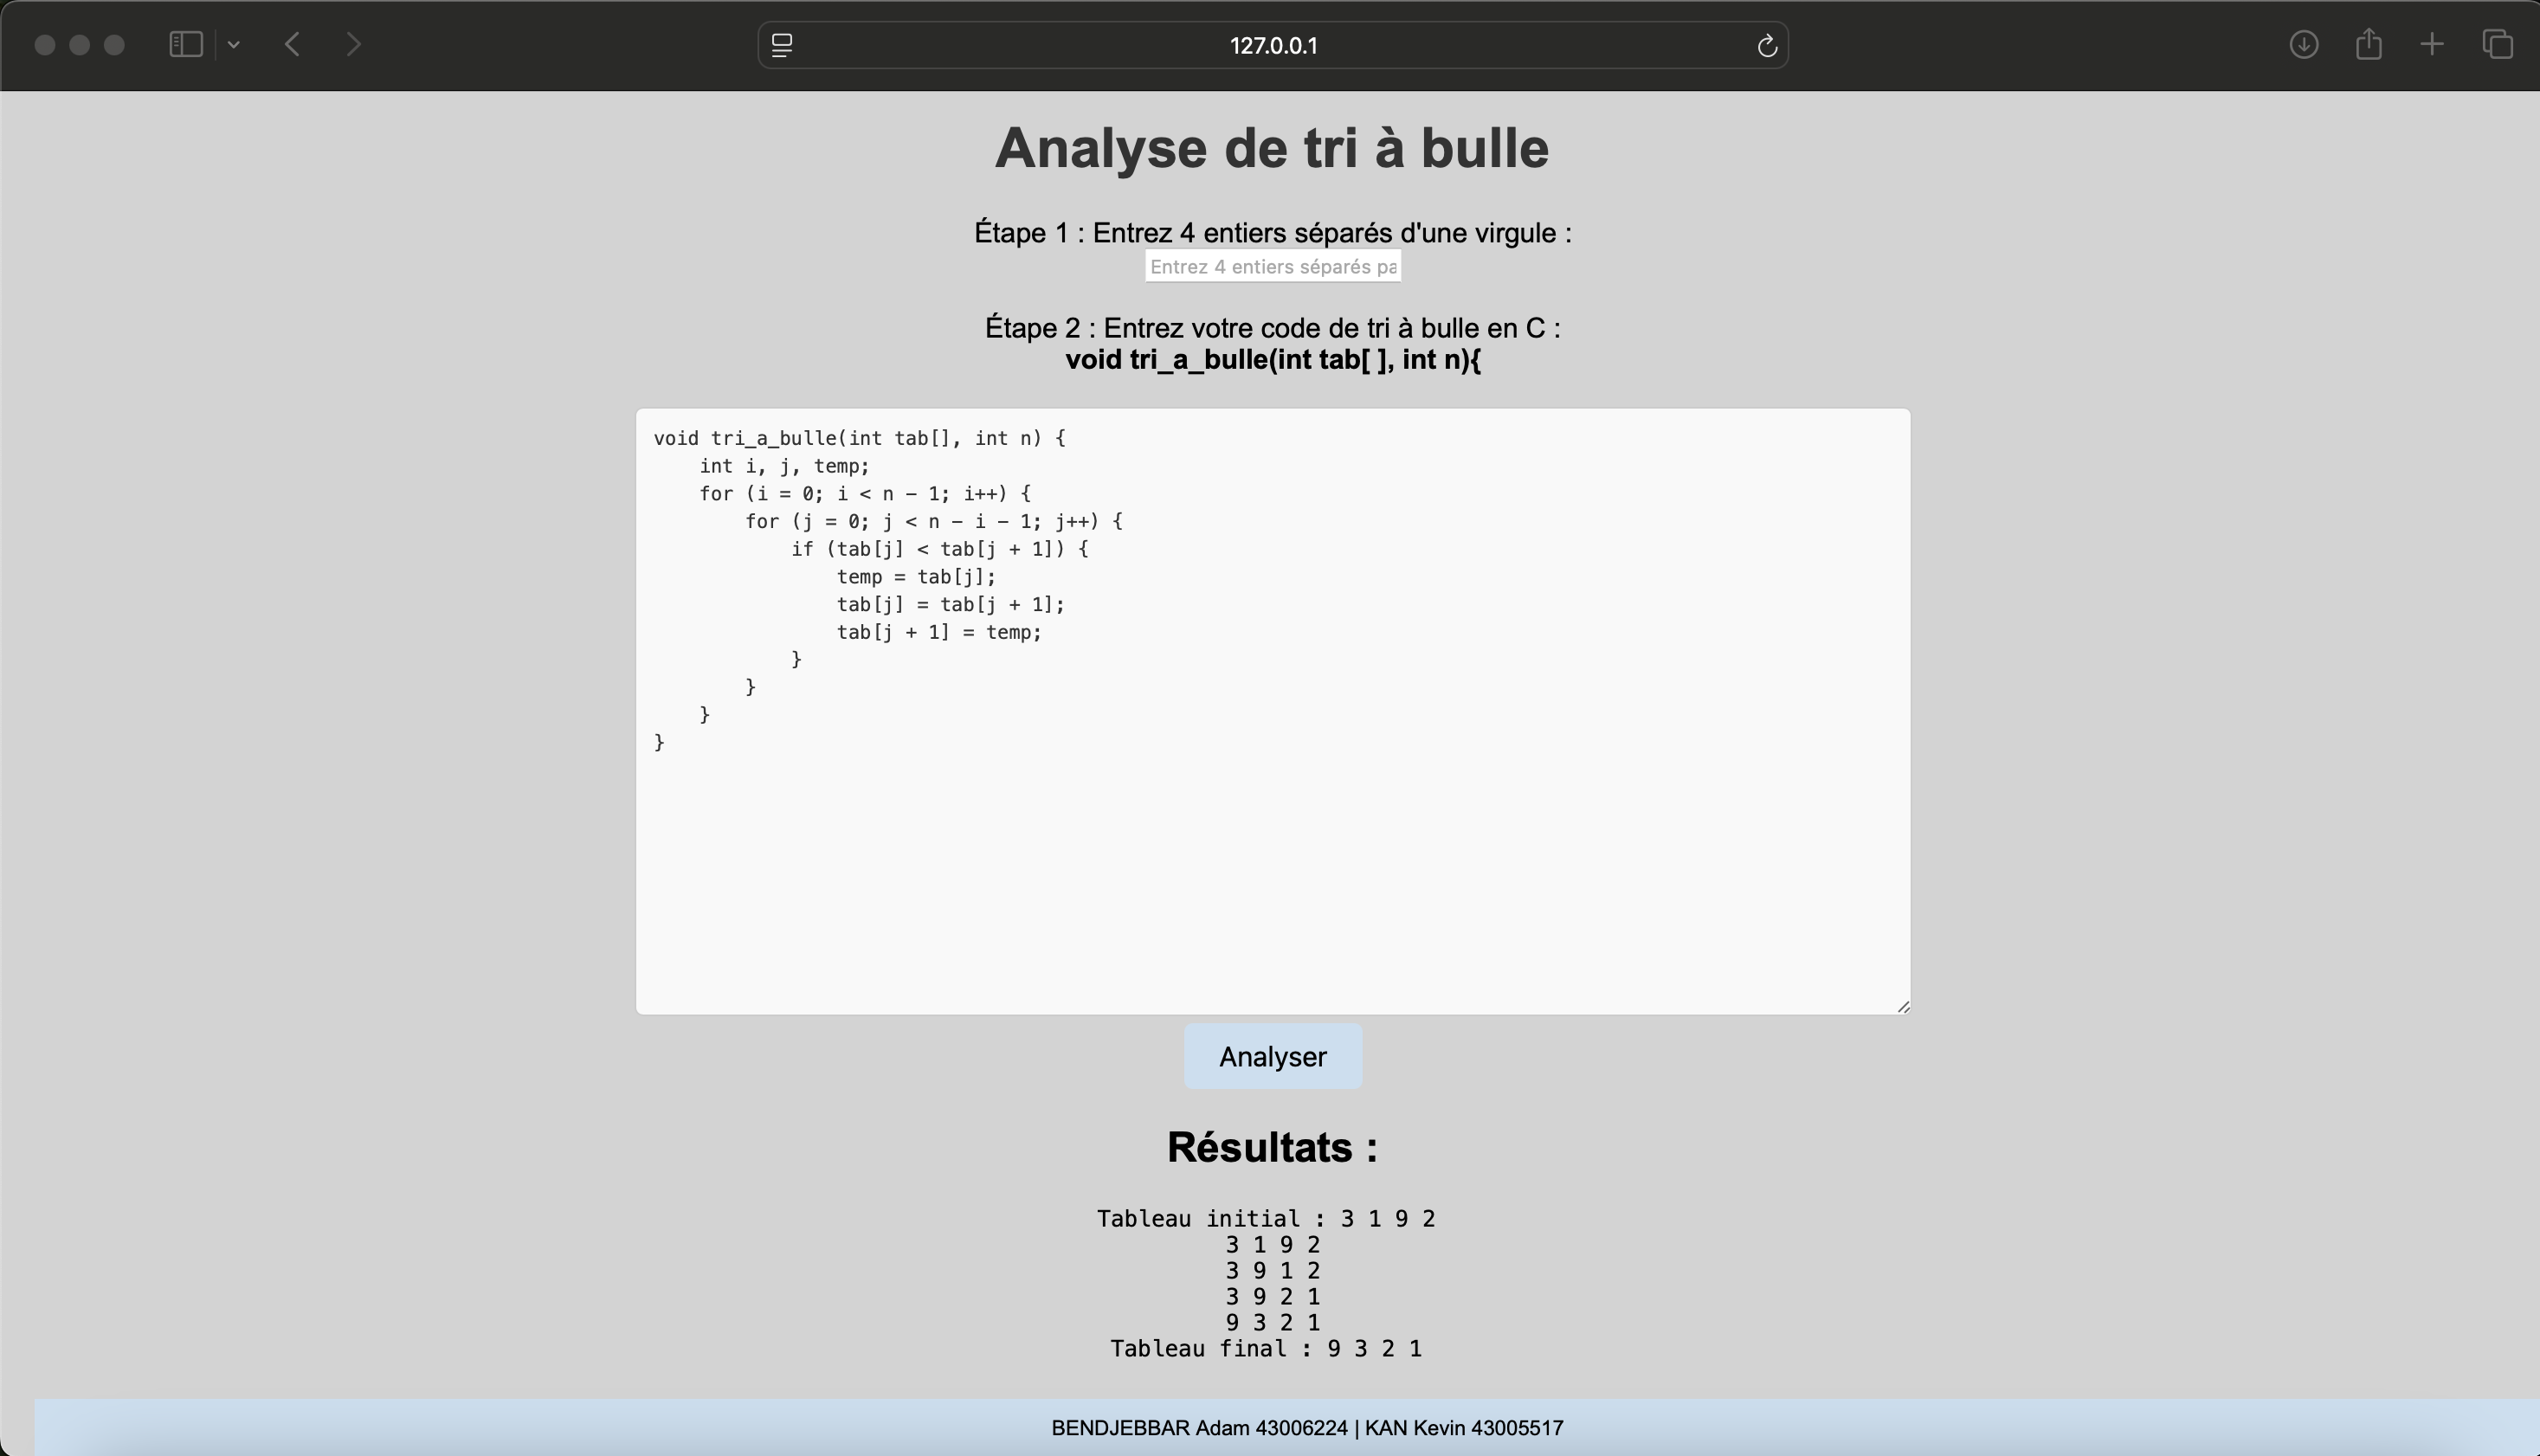 127.0.0.1
Analyse de tri à bulle
Étape 1 : Entrez 4 entiers séparés d'une virgule :
Entrez 4 entiers séparés pa
Étape 2 : Entrez votre code de tri à bulle en C :
void tri_a_bulle(int tab[ ], int n){
void tri_a_bulle(int tab[], int n) {
    int i, j, temp;
    for (i = 0; i < n - 1; i++) {
        for (j = 0; j < n - i - 1; j++) {
            if (tab[j] < tab[j + 1]) {
                temp = tab[j];
                tab[j] = tab[j + 1];
                tab[j + 1] = temp;
            }
        }
    }
}
Analyser
Résultats :
Tableau initial : 3 1 9 2
3 1 9 2
3 9 1 2
3 9 2 1
9 3 2 1
Tableau final : 9 3 2 1
BENDJEBBAR Adam 43006224 | KAN Kevin 43005517